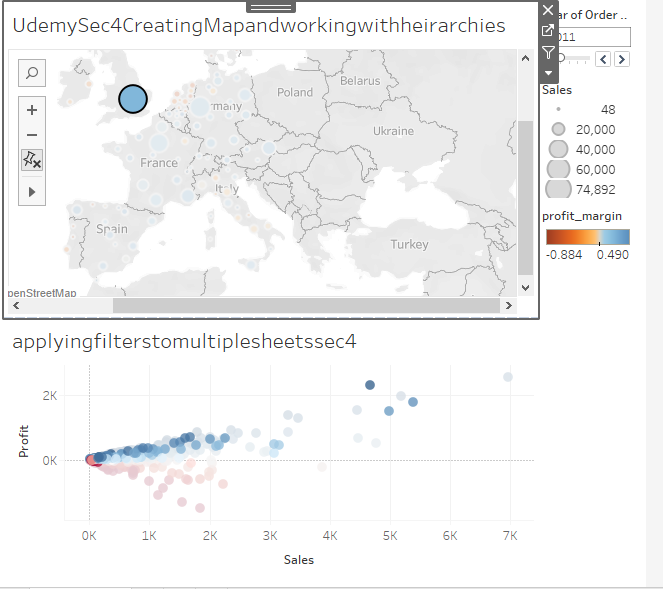 UdemySec4CreatingMapandworkingwithheirarchies
ar of Order ..
011
Poland
Belarus
many
Ukraine
France
Italy
Spain
Turkey
penStreetMap
Sales
48
20,000
40,000
60,000
74,892
profit_margin
-0.884
0.490
applyingfilterstomultiplesheetssec4
Profit
2K
0K
0K
1K
2K
3K
4K
5K
6K
7K
Sales